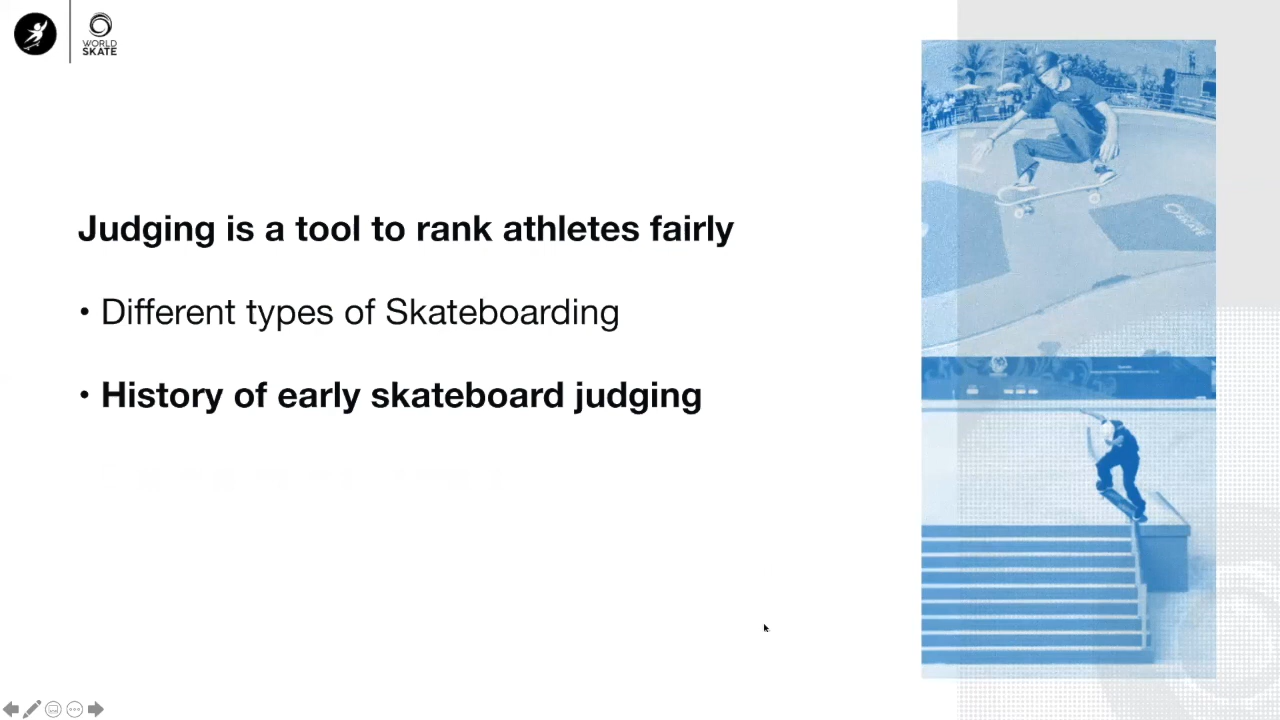 WORLD
SKATE
Judging is a tool to rank athletes fairly
• Different types of Skateboarding
• History of early skateboard judging